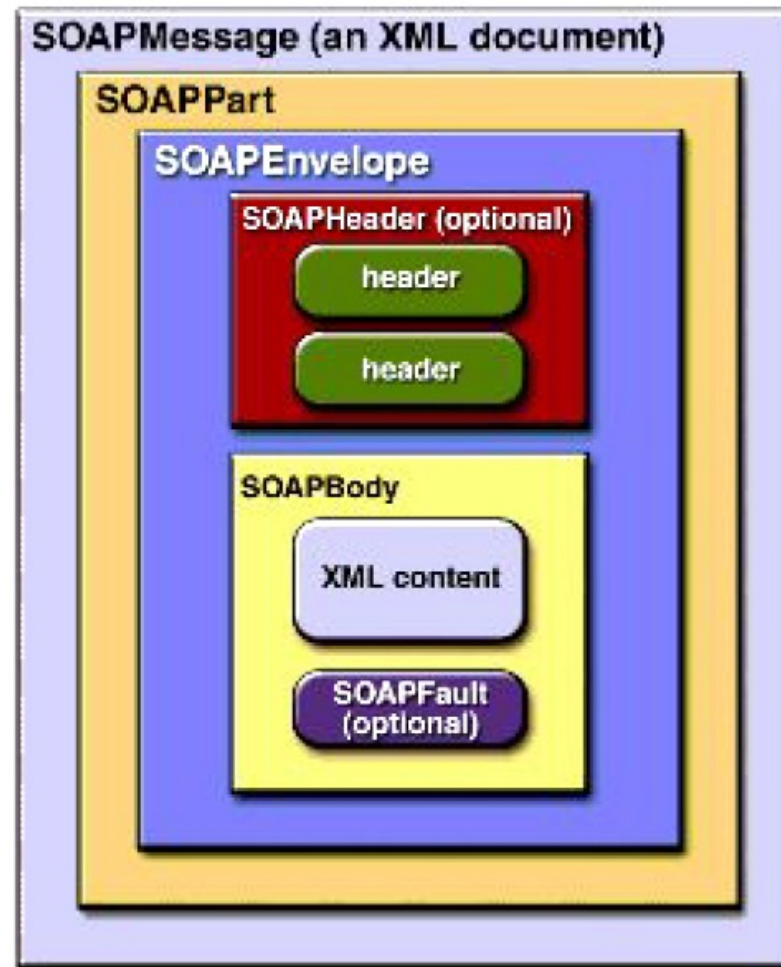 SOAPMessage (an XML document)
SOAPPart
SOAPEnvelope
SOAPHeader (optional)
header
header
SOAPBody
XML content
SOAPFault
(optional)